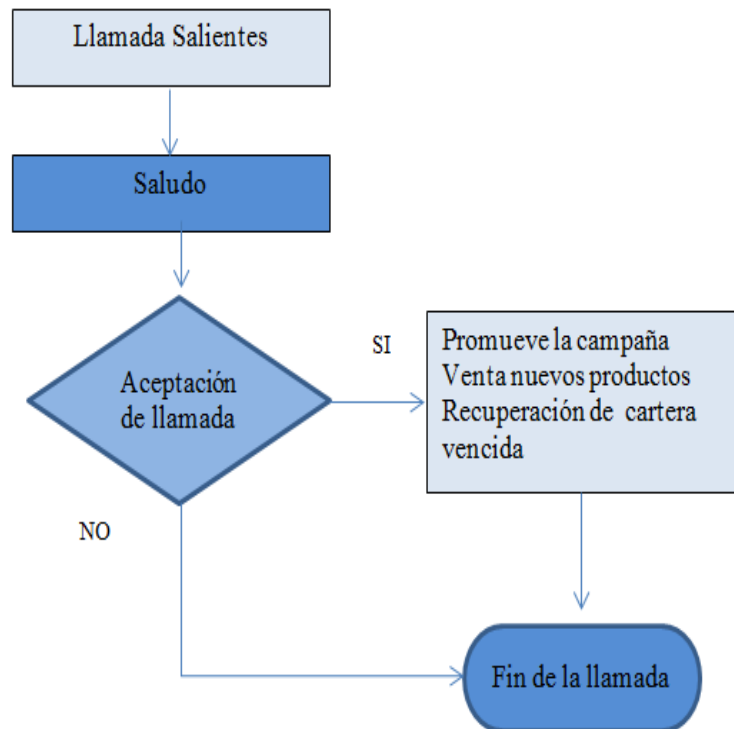 Llamada Salientes
Saludo
Aceptación
de llamada
SI
Promueve la campaña
Venta nuevos productos
Recuperación de cartera
vencida
NO
Fin de la llamada